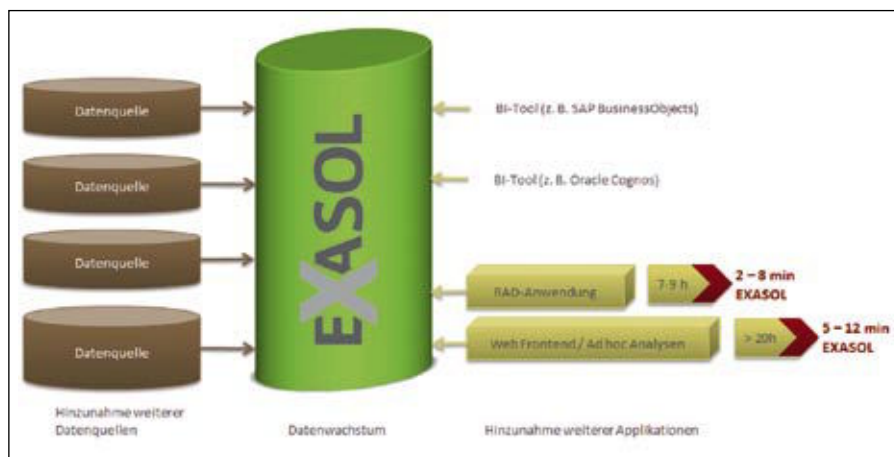 Datenquelle
Datenquelle
Datenquelle
Datenquelle
EXASOL
BI-Tool (z. B. SAP BusinessObjects)
BI-Tool (z. B. Oracle Cognos)
RAD-Anwendung
7-9 h
2 – 8 min
EXASOL
Web Frontend / Ad hoc Analysen
> 20h
5 – 12 min
EXASOL
Hinzunahme weiterer
Datenquellen
Datenwachstum
Hinzunahme weiterer Applikationen